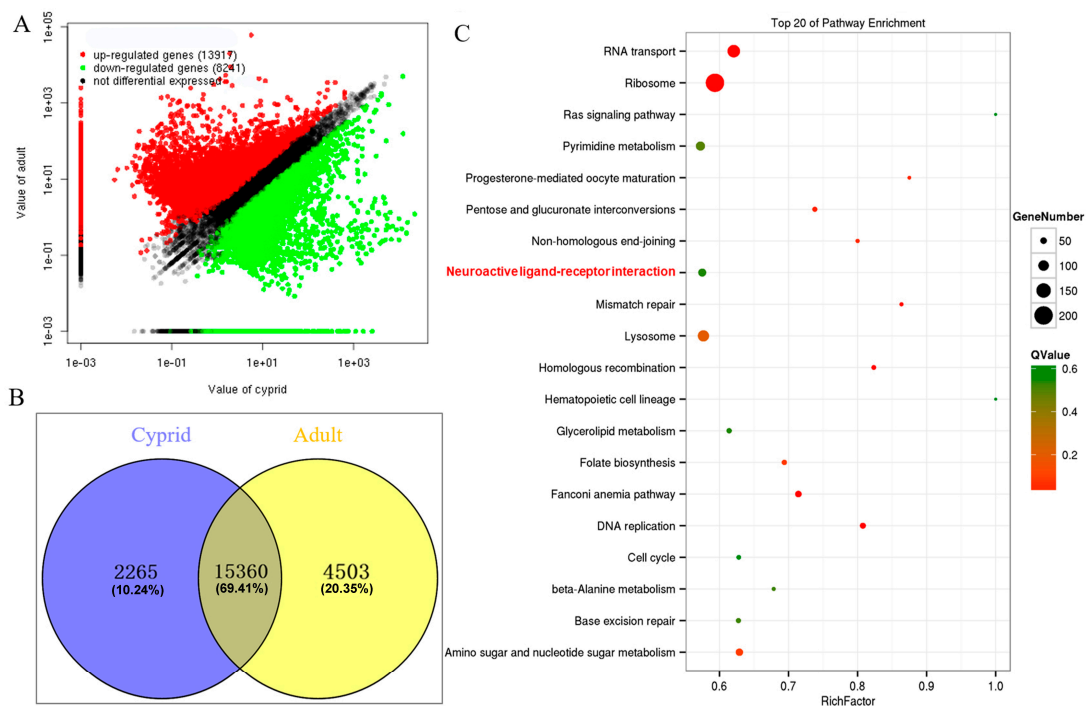 A
up-regulated genes (13917)
down-regulated genes (8241)
not differential expressed
1e+05
1e+03
1e+01
1e-01
1e-03
Value of adult
1e-03
1e-01
1e+01
1e+03
Value of cyprid
B
Cyprid
Adult
2265
(10.24%)
15360
(69.41%)
4503
(20.35%)
C
Top 20 of Pathway Enrichment
RNA transport
Ribosome
Ras signaling pathway
Pyrimidine metabolism
Progesterone-mediated oocyte maturation
Pentose and glucuronate interconversions
Non-homologous end-joining
Neuroactive ligand-receptor interaction
Mismatch repair
Lysosome
Homologous recombination
Hematopoietic cell lineage
Glycerolipid metabolism
Folate biosynthesis
Fanconi anemia pathway
DNA replication
Cell cycle
beta-Alanine metabolism
Base excision repair
Amino sugar and nucleotide sugar metabolism
0.6
0.7
0.8
0.9
1.0
RichFactor
GeneNumber
50
100
150
200
QValue
0.6
0.4
0.2